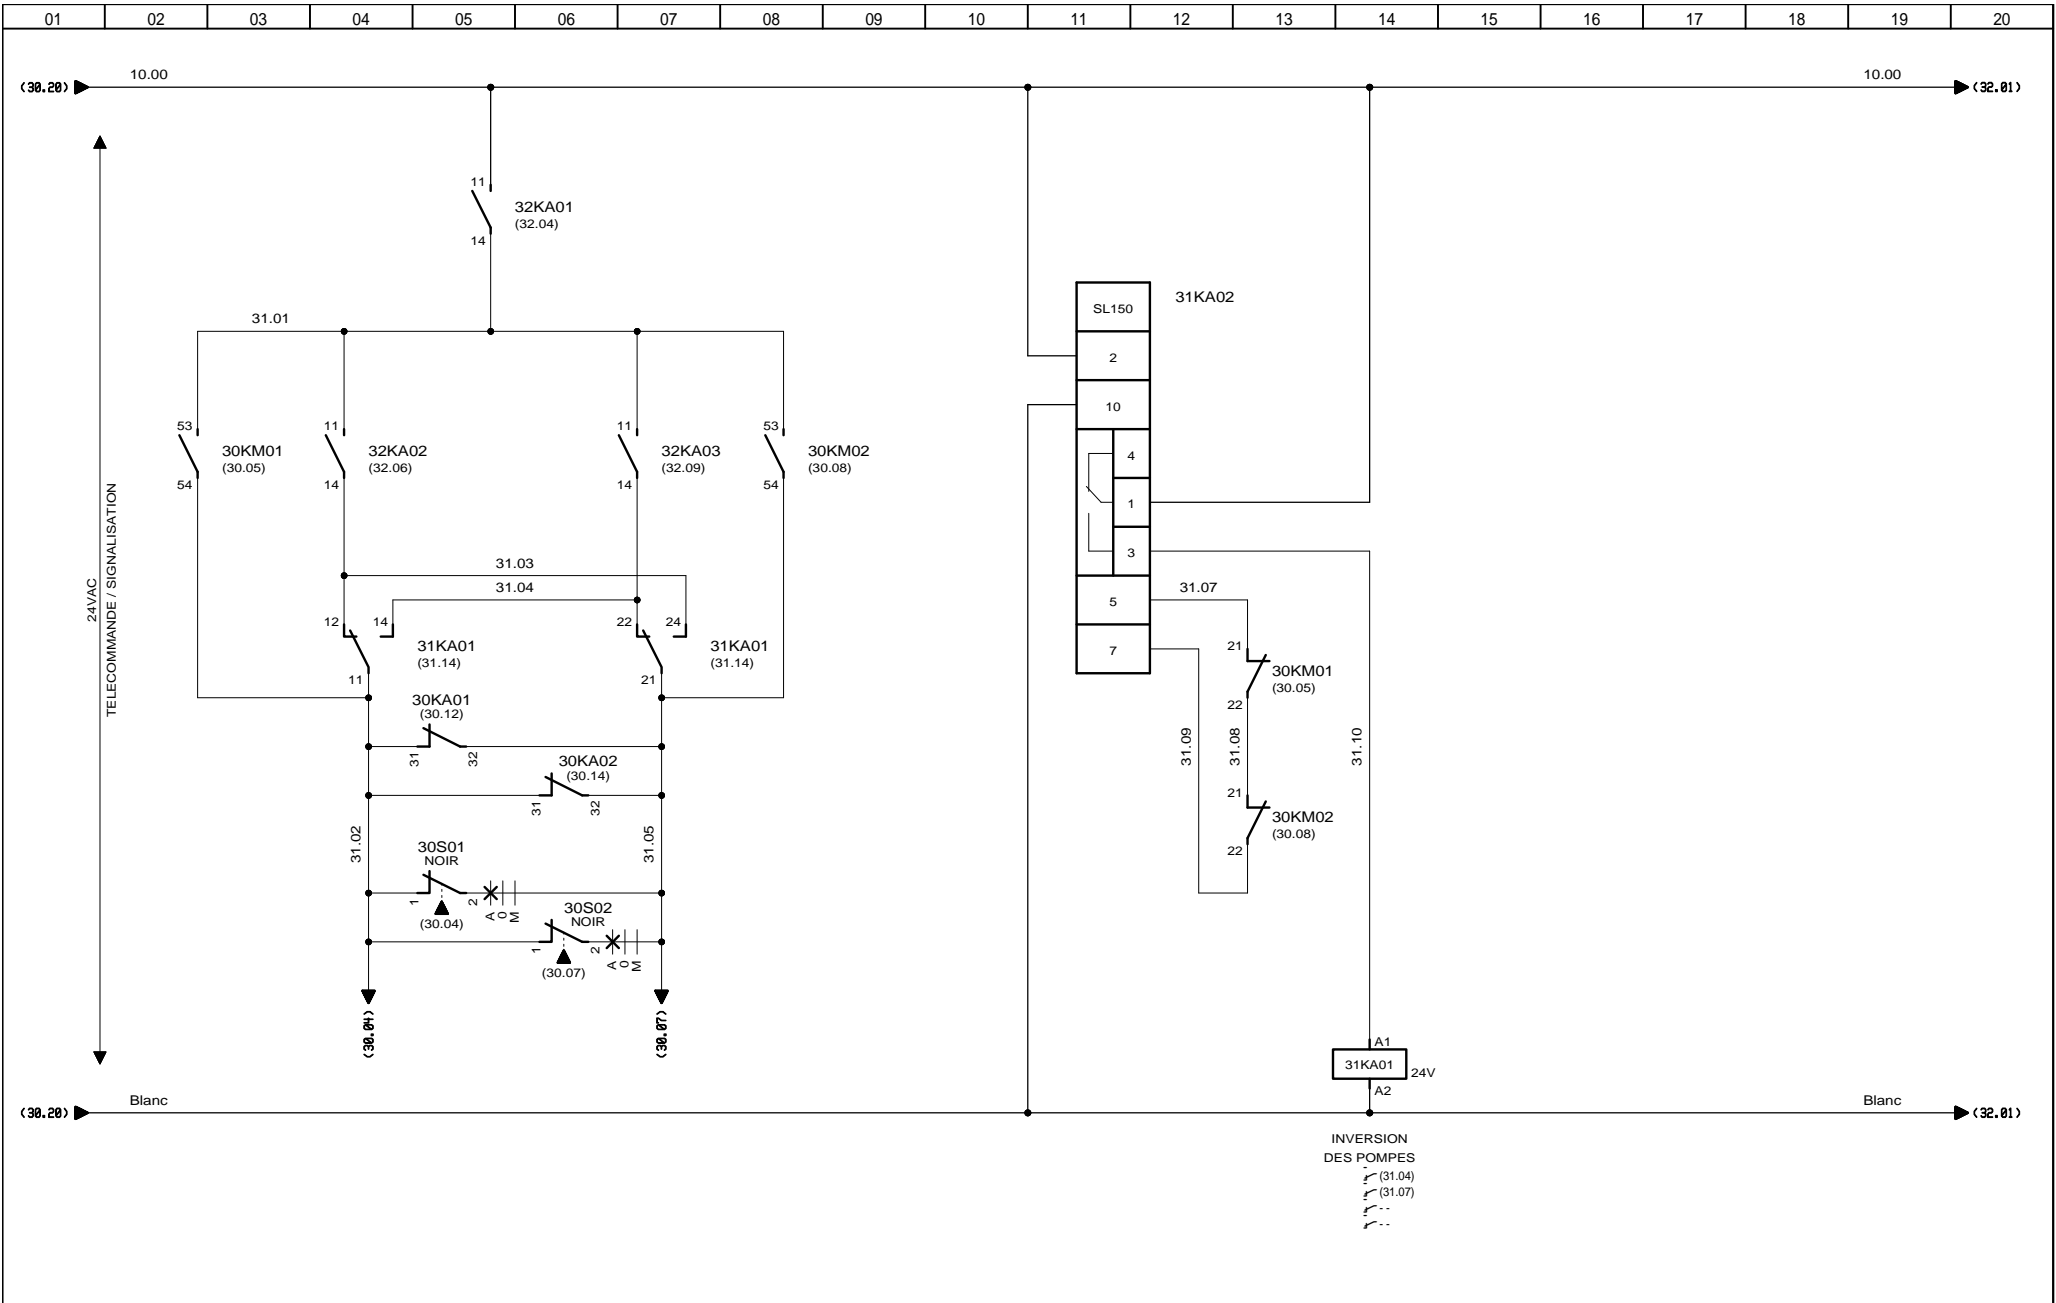 01 02 03 04 05 06 07 08 09 10 11 12 13 14 15 16 17 18 19 20
10.00 10.00
(30.20) (32.01)
11
32KA01
(32.04)
14
31KA02
SL150
31.01
2
10
53 11 11 53
30KM01 32KA02 32KA03 30KM02
(30.05) (32.06) (32.09) (30.08)
54 14 14 54
4
1
3
24VAC
TELECOMMANDE / SIGNALISATION
31.03
31.04
31.07
5
12 14 22 24
31KA01 31KA01
(31.14) (31.14)
11 21
7
21
30KM01
(30.05)
22
30KA01
(30.12)
31 32
30KA02
(30.14)
31 32
31.09 31.08 31.10
21
30KM02
(30.08)
22
31.02 31.05
30S01
NOIR
1 2 A 0 M
(30.04)
30S02
NOIR
1 2 A 0 M
(30.07)
(30.04) (30.07)
A1
31KA01
24V
A2
Blanc Blanc
(30.20) (32.01)
INVERSION
DES POMPES
(31.04)
(31.07)
--
--